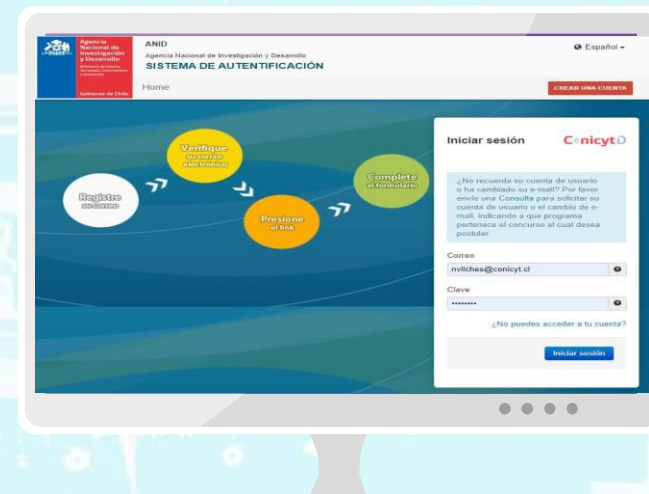 Agencia
Nacional de
Investigación
y Desarrollo
Gobierno de Chile
ANID
Agencia Nacional de Investigación y Desarrollo
SISTEMA DE AUTENTIFICACIÓN
Español
Home
CREAR UNA CUENTA
Registre
su correo
Verifique
su correo
electrónico
Presione
el link
Complete
el formulario
Iniciar sesión
ConicytID
¿No recuerda su cuenta de usuario
o ha cambiado su e-mail? Por favor
envíe una Consulta para solicitar su
cuenta de usuario o el cambio de e-
mail, indicando a que programa
pertenece el concurso al cual desea
postular.
Correo
nvilches@conicyt.cl
Clave
••••••••
¿No puedes acceder a tu cuenta?
Iniciar sesión